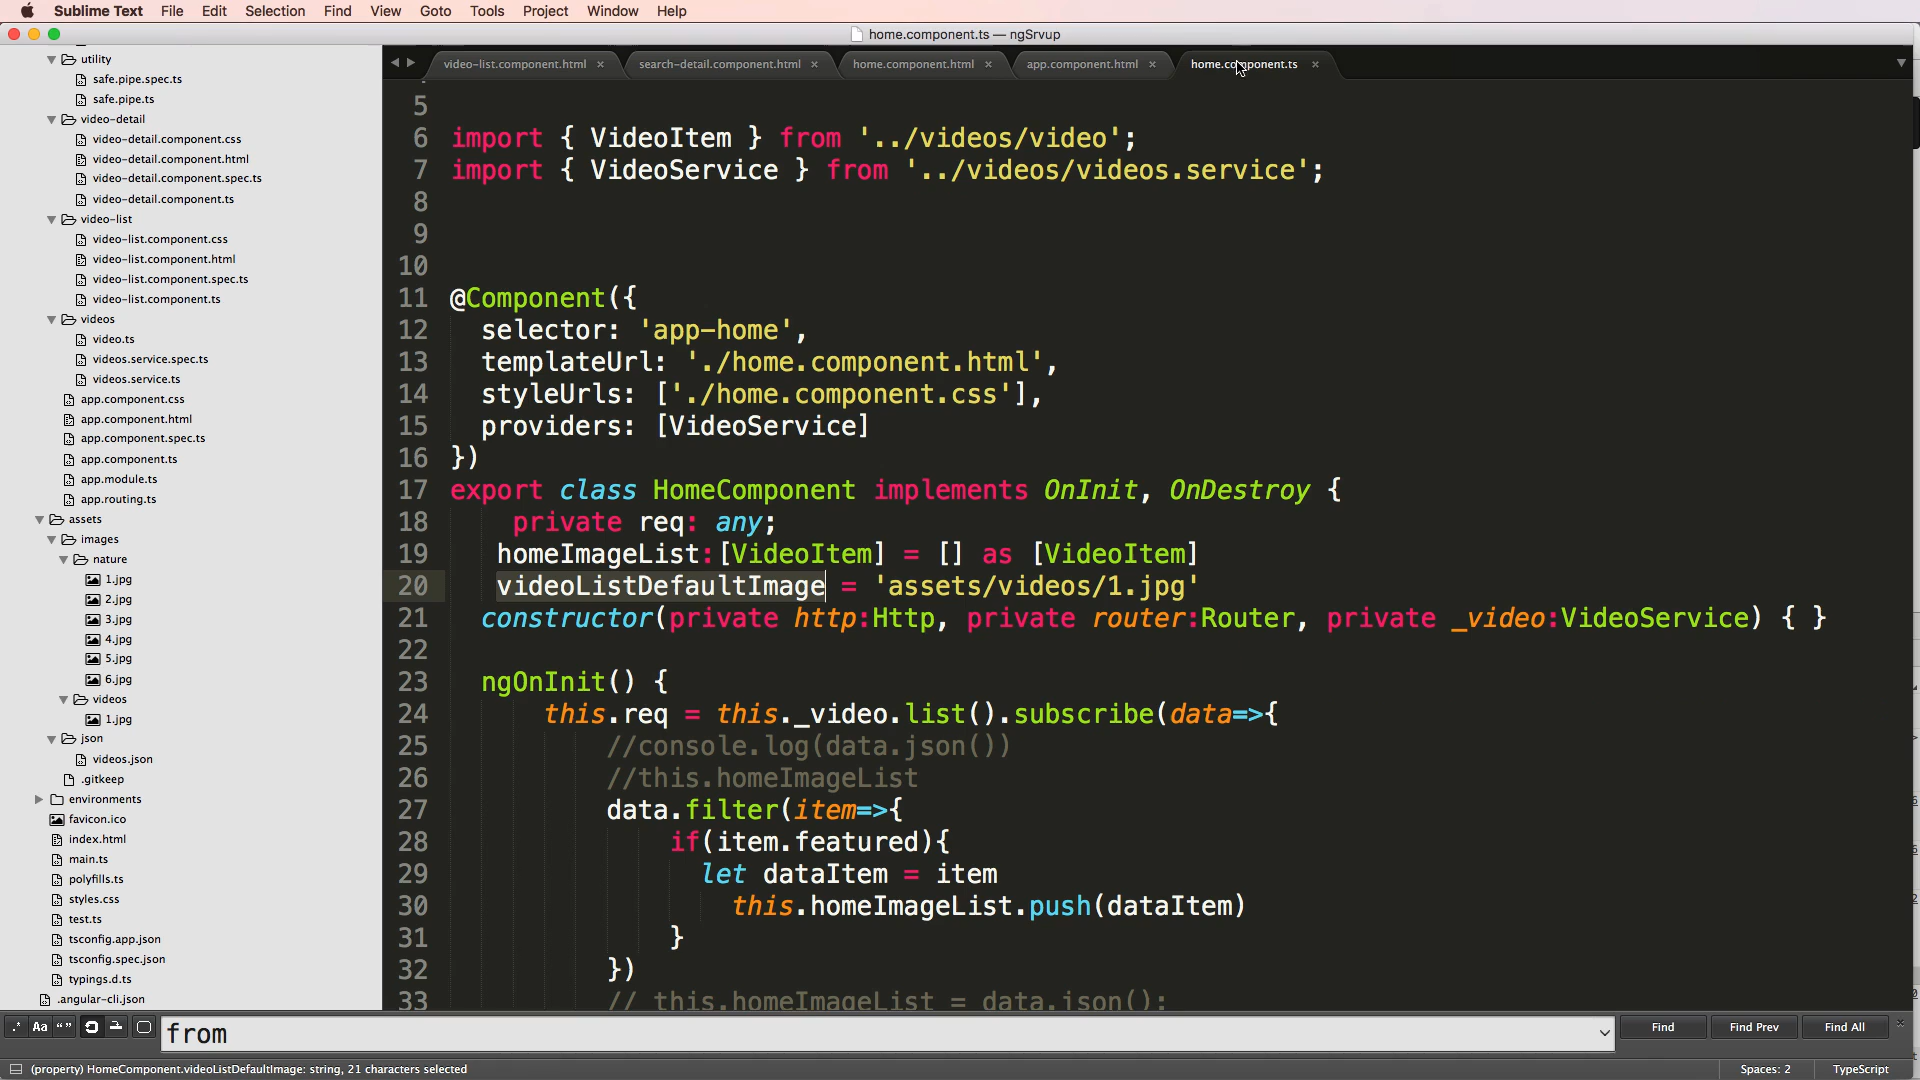 Sublime Text File Edit Selection Find View Goto Tools Project Window Help
home.component.ts — ngSrvup
utility
safe.pipe.spec.ts
safe.pipe.ts
video-detail
video-detail.component.css
video-detail.component.html
video-detail.component.spec.ts
video-detail.component.ts
video-list
video-list.component.css
video-list.component.html
video-list.component.spec.ts
video-list.component.ts
videos
video.ts
videos.service.spec.ts
videos.service.ts
app.component.css
app.component.html
app.component.spec.ts
app.component.ts
app.module.ts
app.routing.ts
assets
images
nature
1.jpg
2.jpg
3.jpg
4.jpg
5.jpg
6.jpg
videos
1.jpg
json
videos.json
.gitkeep
environments
favicon.ico
index.html
main.ts
polyfills.ts
styles.css
test.ts
tsconfig.app.json
tsconfig.spec.json
typings.d.ts
.angular-cli.json
video-list.component.html × search-detail.component.html × home.component.html × app.component.html × home.component.ts ×
5
6 import { VideoItem } from '../videos/video';
7 import { VideoService } from '../videos/videos.service';
8
9
10
11 @Component({
12 selector: 'app-home',
13 templateUrl: './home.component.html',
14 styleUrls: ['./home.component.css'],
15 providers: [VideoService]
16 })
17 export class HomeComponent implements OnInit, OnDestroy {
18 private req: any;
19 homeImageList:[VideoItem] = [] as [VideoItem]
20 videoListDefaultImage = 'assets/videos/1.jpg'
21 constructor(private http:Http, private router:Router, private _video:VideoService) { }
22
23 ngOnInit() {
24 this.req = this._video.list().subscribe(data=>{
25 //console.log(data.json())
26 //this.homeImageList
27 data.filter(item=>{
28 if(item.featured){
29 let dataItem = item
30 this.homeImageList.push(dataItem)
31 }
32 })
33 // this.homeImageList = data.json();
.* Aa “” from Find Find Prev Find All ×
(property) HomeComponent.videoListDefaultImage: string, 21 characters selected Spaces: 2 TypeScript